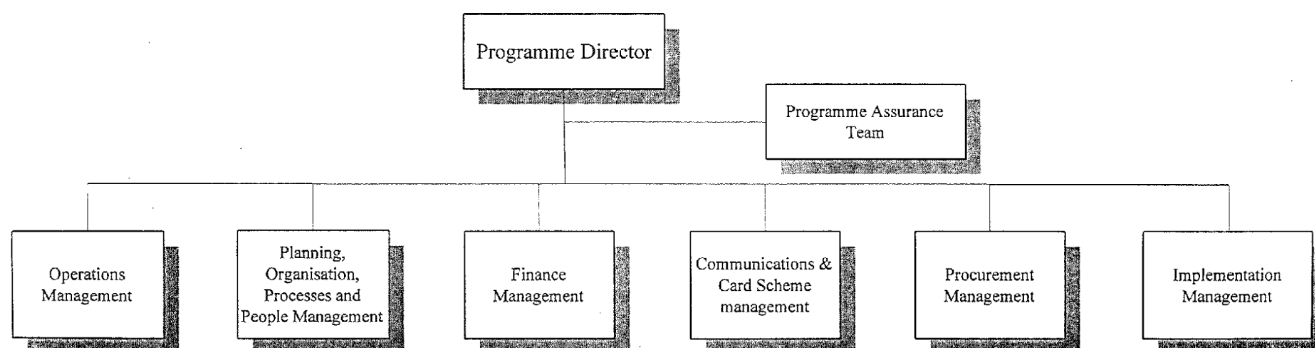 Programme Director
Programme Assurance
Team
Operations
Management
Planning,
Organisation,
Processes and
People Management
Finance
Management
Communications &
Card Scheme
management
Procurement
Management
Implementation
Management